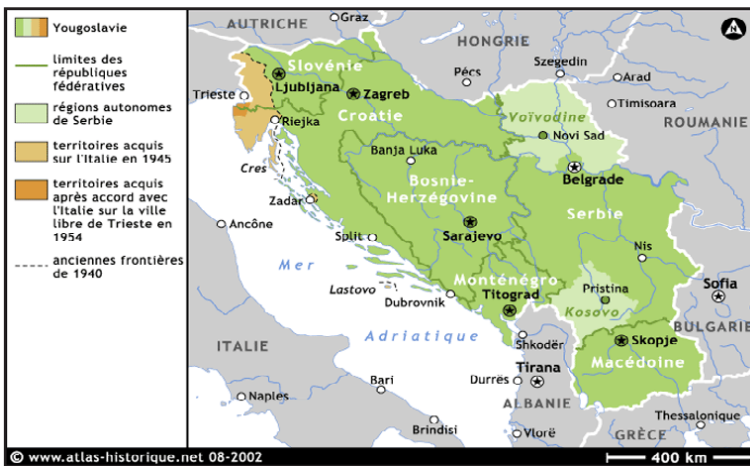 Yougoslavie
limites des
républiques
fédératives
régions autonomes
de Serbie
territoires acquis
sur l'Italie en 1945
territoires acquis
après accord avec
l'Italie sur la ville
libre de Trieste en
1954
anciennes frontières
de 1940
AUTRICHE
Graz
HONGRIE
N
Szegedin
Pécs
Arad
Slovénie
Trieste
Ljubljana
Zagreb
Timisoara
Riejka
Croatie
Vaïvodine
ROUMANIE
Novi Sad
Banja Luka
Cres
Bosnie-
Herzégovine
Belgrade
Zadar
Serbie
Ancône
Split
Sarajevo
Nis
Mer
Monténégro
Lastovo
Titograd
Pristina
Sofia
Dubrovnik
Kosovo
Adriatique
BULGARIE
ITALIE
Shkodër
Skopje
Macédoine
Tirana
Bari
Durrës
Naples
ALBANIE
Thessalonique
Brindisi
Vlorë
GRÈCE
© www.atlas-historique.net 08-2002
400 km